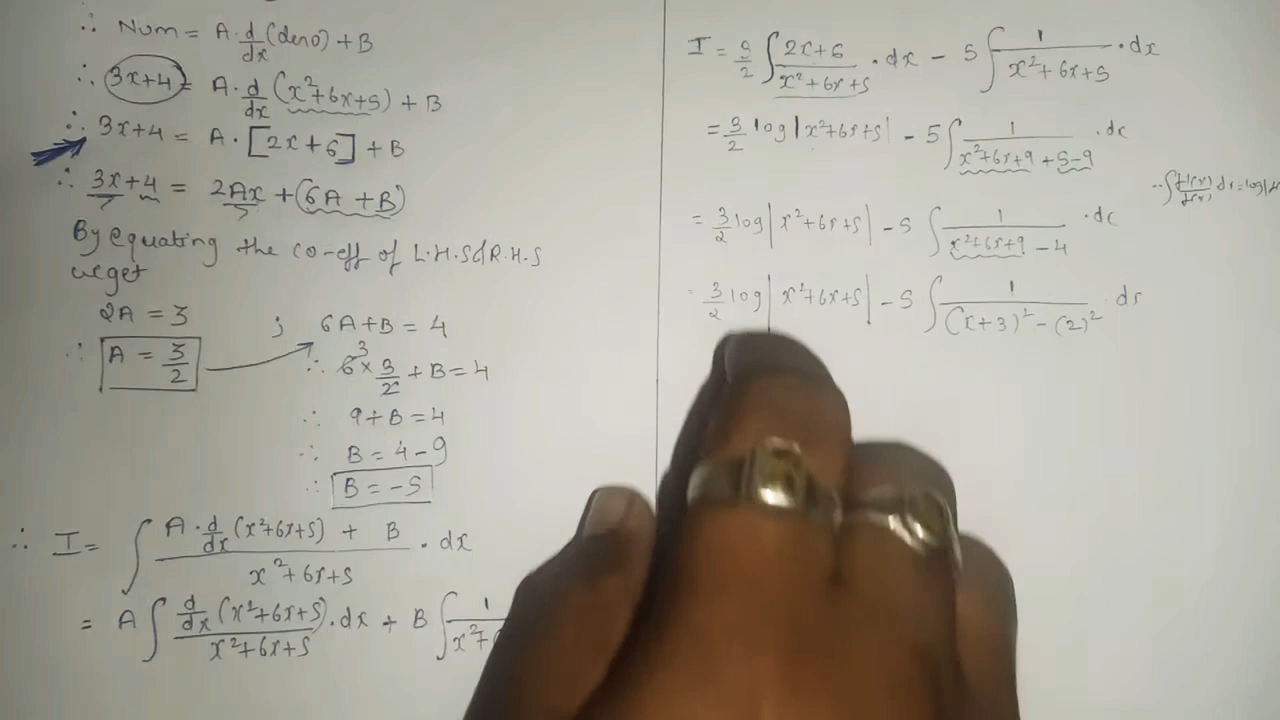 ∴ Num = A·d/dx(deno) + B
∴ 3x+4 = A·d/dx(x²+6x+5) + B
∴ 3x+4 = A·[2x+6] + B
∴ 3x+4 = 2Ax + (6A + B)
By equating the co-eff of L.H.S & R.H.S
we get
2A = 3 ; 6A+B = 4
∴ A = 3/2
∴ 6³ × 3/2 + B = 4
∴ 9+B = 4
∴ B = 4-9
∴ B = -5
∴ I = ∫ (A·d/dx(x²+6x+5) + B)/(x²+6x+5) · dx
= A ∫ (d/dx(x²+6x+5))/(x²+6x+5) · dx + B ∫ 1/x²+
I = 3/2 ∫ (2x+6)/(x²+6x+5) · dx - 5 ∫ 1/(x²+6x+5) · dx
= 3/2 log|x²+6x+5| - 5 ∫ 1/(x²+6x+9+5-9) · dx
∵ ∫ f'(x)/f(x) dx = log|
= 3/2 log|x²+6x+5| - 5 ∫ 1/(x²+6x+9-4) · dx
= 3/2 log|x²+6x+5| - 5 ∫ 1/((x+3)² - (2)²) dx